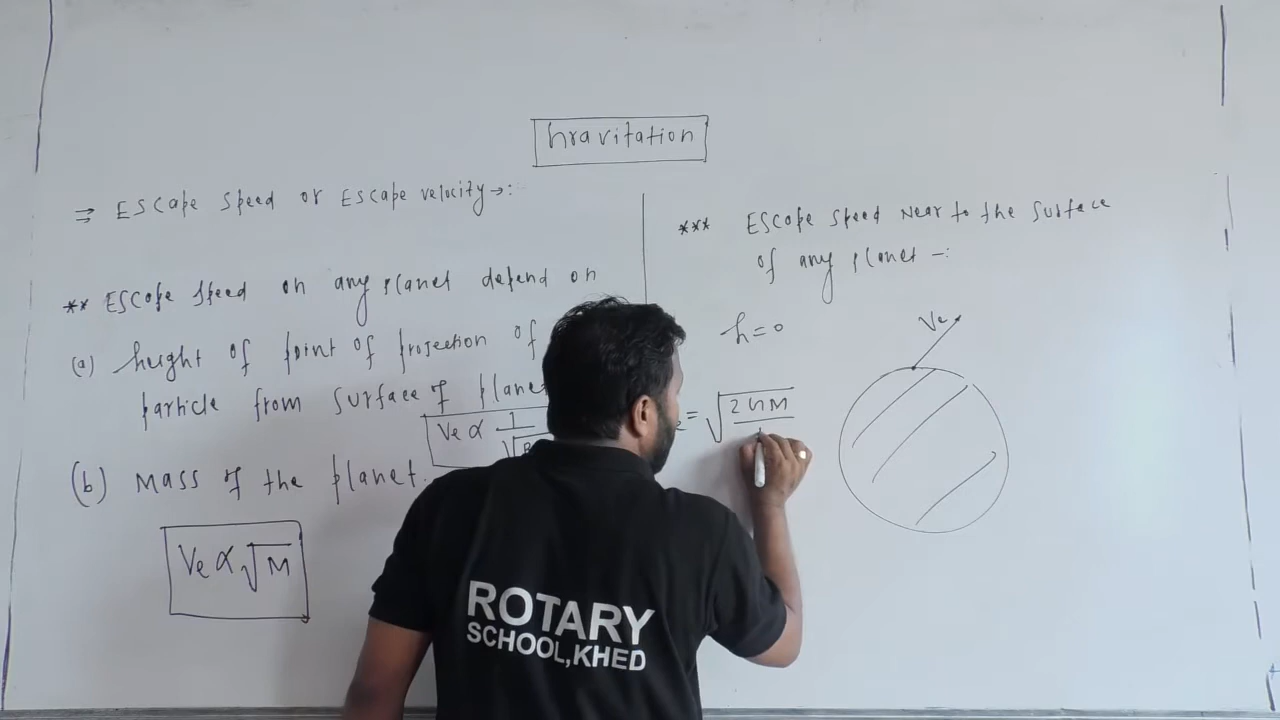 Gravitation
⇒ Escape speed or Escape velocity →:
** Escape speed on any planet depend on
(a) height of point of projection of
particle from surface of plane
Ve ∝ 1/√
(b) Mass of the planet.
Ve ∝ √M
*** Escape speed Near to the surface
of any planet -:
h=0
Ve
e = √2GM
ROTARY
SCHOOL,KHED